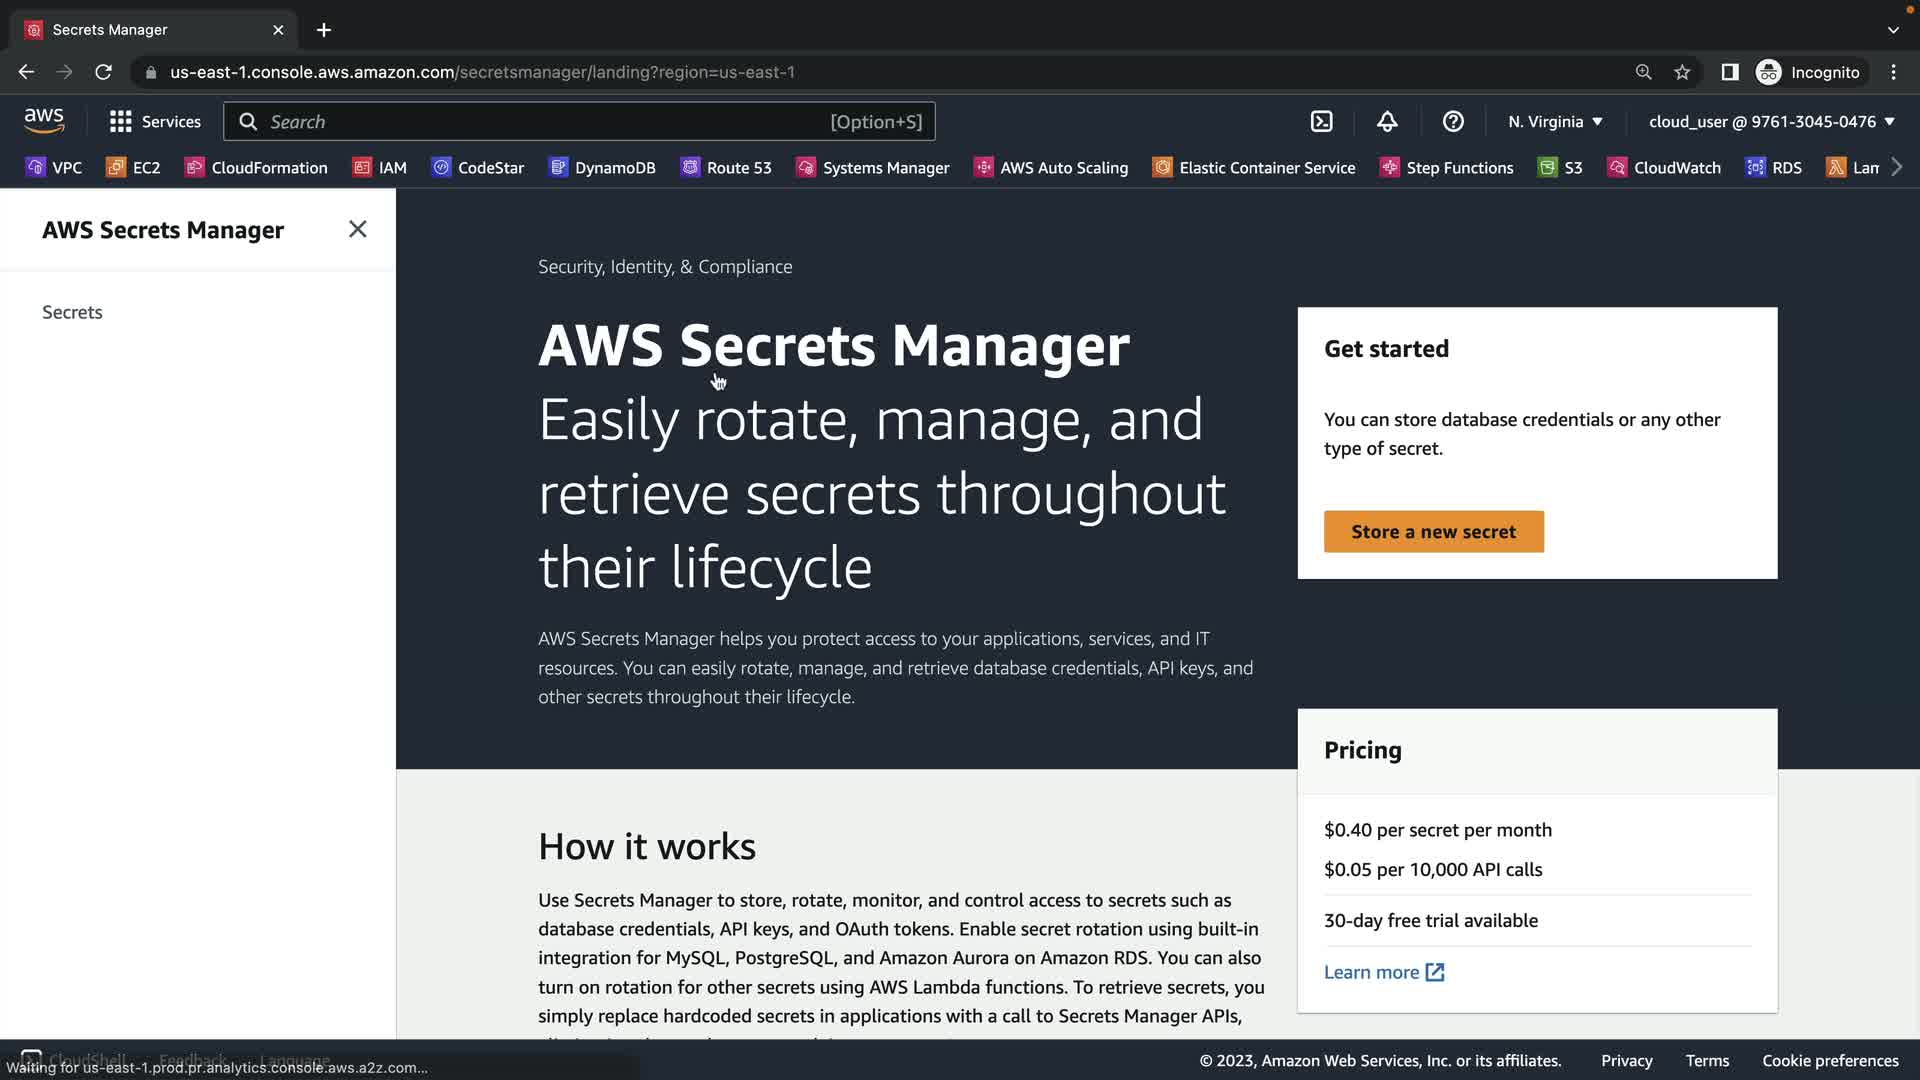 Secrets Manager
us-east-1.console.aws.amazon.com/secretsmanager/landing?region=us-east-1
Incognito
aws
Services
Search
[Option+S]
N. Virginia
cloud_user @ 9761-3045-0476
VPC
EC2
CloudFormation
IAM
CodeStar
DynamoDB
Route 53
Systems Manager
AWS Auto Scaling
Elastic Container Service
Step Functions
S3
CloudWatch
RDS
Lam
AWS Secrets Manager
Secrets
Security, Identity, & Compliance
AWS Secrets Manager
Easily rotate, manage, and
retrieve secrets throughout
their lifecycle
AWS Secrets Manager helps you protect access to your applications, services, and IT
resources. You can easily rotate, manage, and retrieve database credentials, API keys, and
other secrets throughout their lifecycle.
Get started
You can store database credentials or any other
type of secret.
Store a new secret
Pricing
$0.40 per secret per month
$0.05 per 10,000 API calls
30-day free trial available
Learn more
How it works
Use Secrets Manager to store, rotate, monitor, and control access to secrets such as
database credentials, API keys, and OAuth tokens. Enable secret rotation using built-in
integration for MySQL, PostgreSQL, and Amazon Aurora on Amazon RDS. You can also
turn on rotation for other secrets using AWS Lambda functions. To retrieve secrets, you
simply replace hardcoded secrets in applications with a call to Secrets Manager APIs,
CloudShell
Feedback
Language
Waiting for us-east-1.prod.pr.analytics.console.aws.a2z.com...
© 2023, Amazon Web Services, Inc. or its affiliates.
Privacy
Terms
Cookie preferences